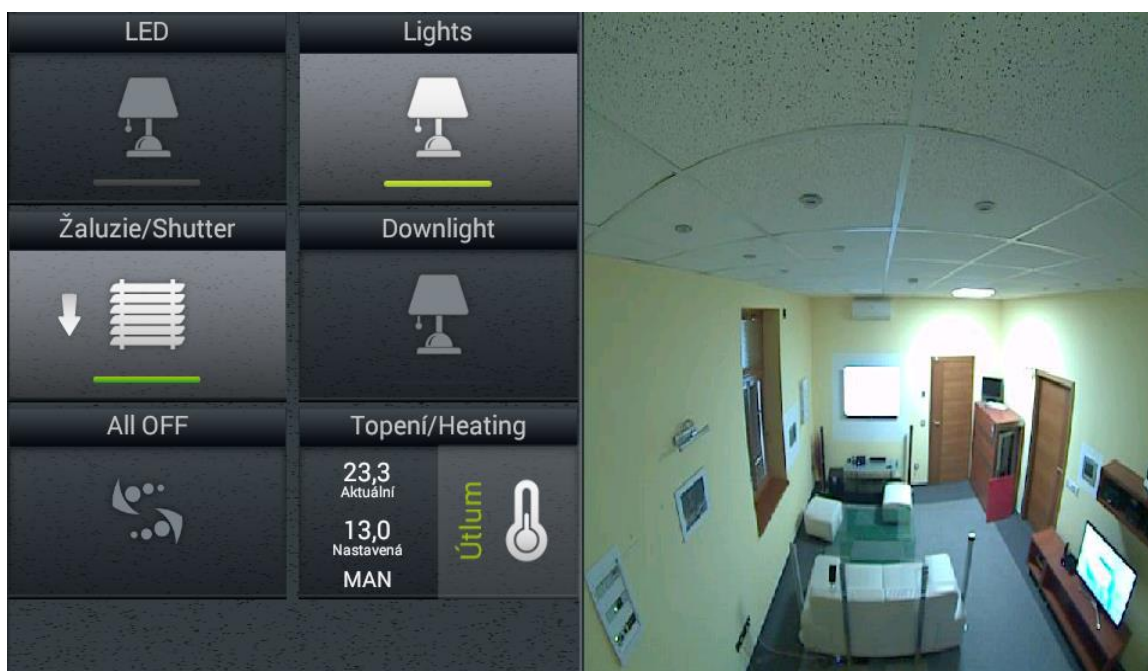 LED
Lights
Žaluzie/Shutter
Downlight
All OFF
Topení/Heating
23,3
Aktuální
13,0
Nastavená
MAN
Útlum